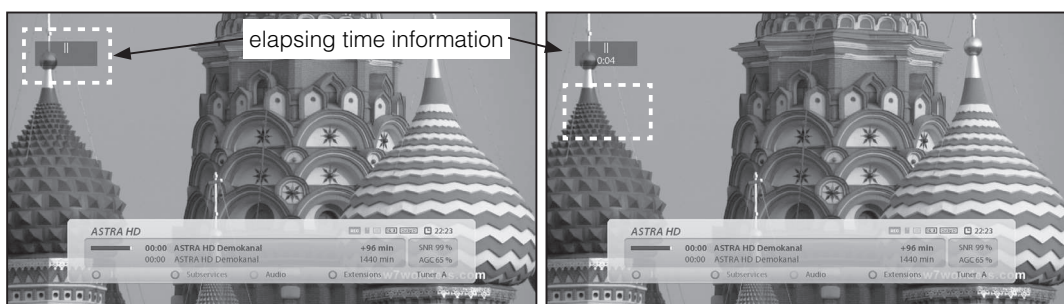 elapsing time information
||
||
0:04
ASTRA HD
22:23
00:00 ASTRA HD Demokanal +96 min
SNR 99 %
00:00 ASTRA HD Demokanal 1440 min
AGC 65 %
Subservices Audio Extensions Tuner A
ASTRA HD
22:23
00:00 ASTRA HD Demokanal +96 min
SNR 99 %
00:00 ASTRA HD Demokanal 1440 min
AGC 65 %
Subservices Audio Extensions Tuner A